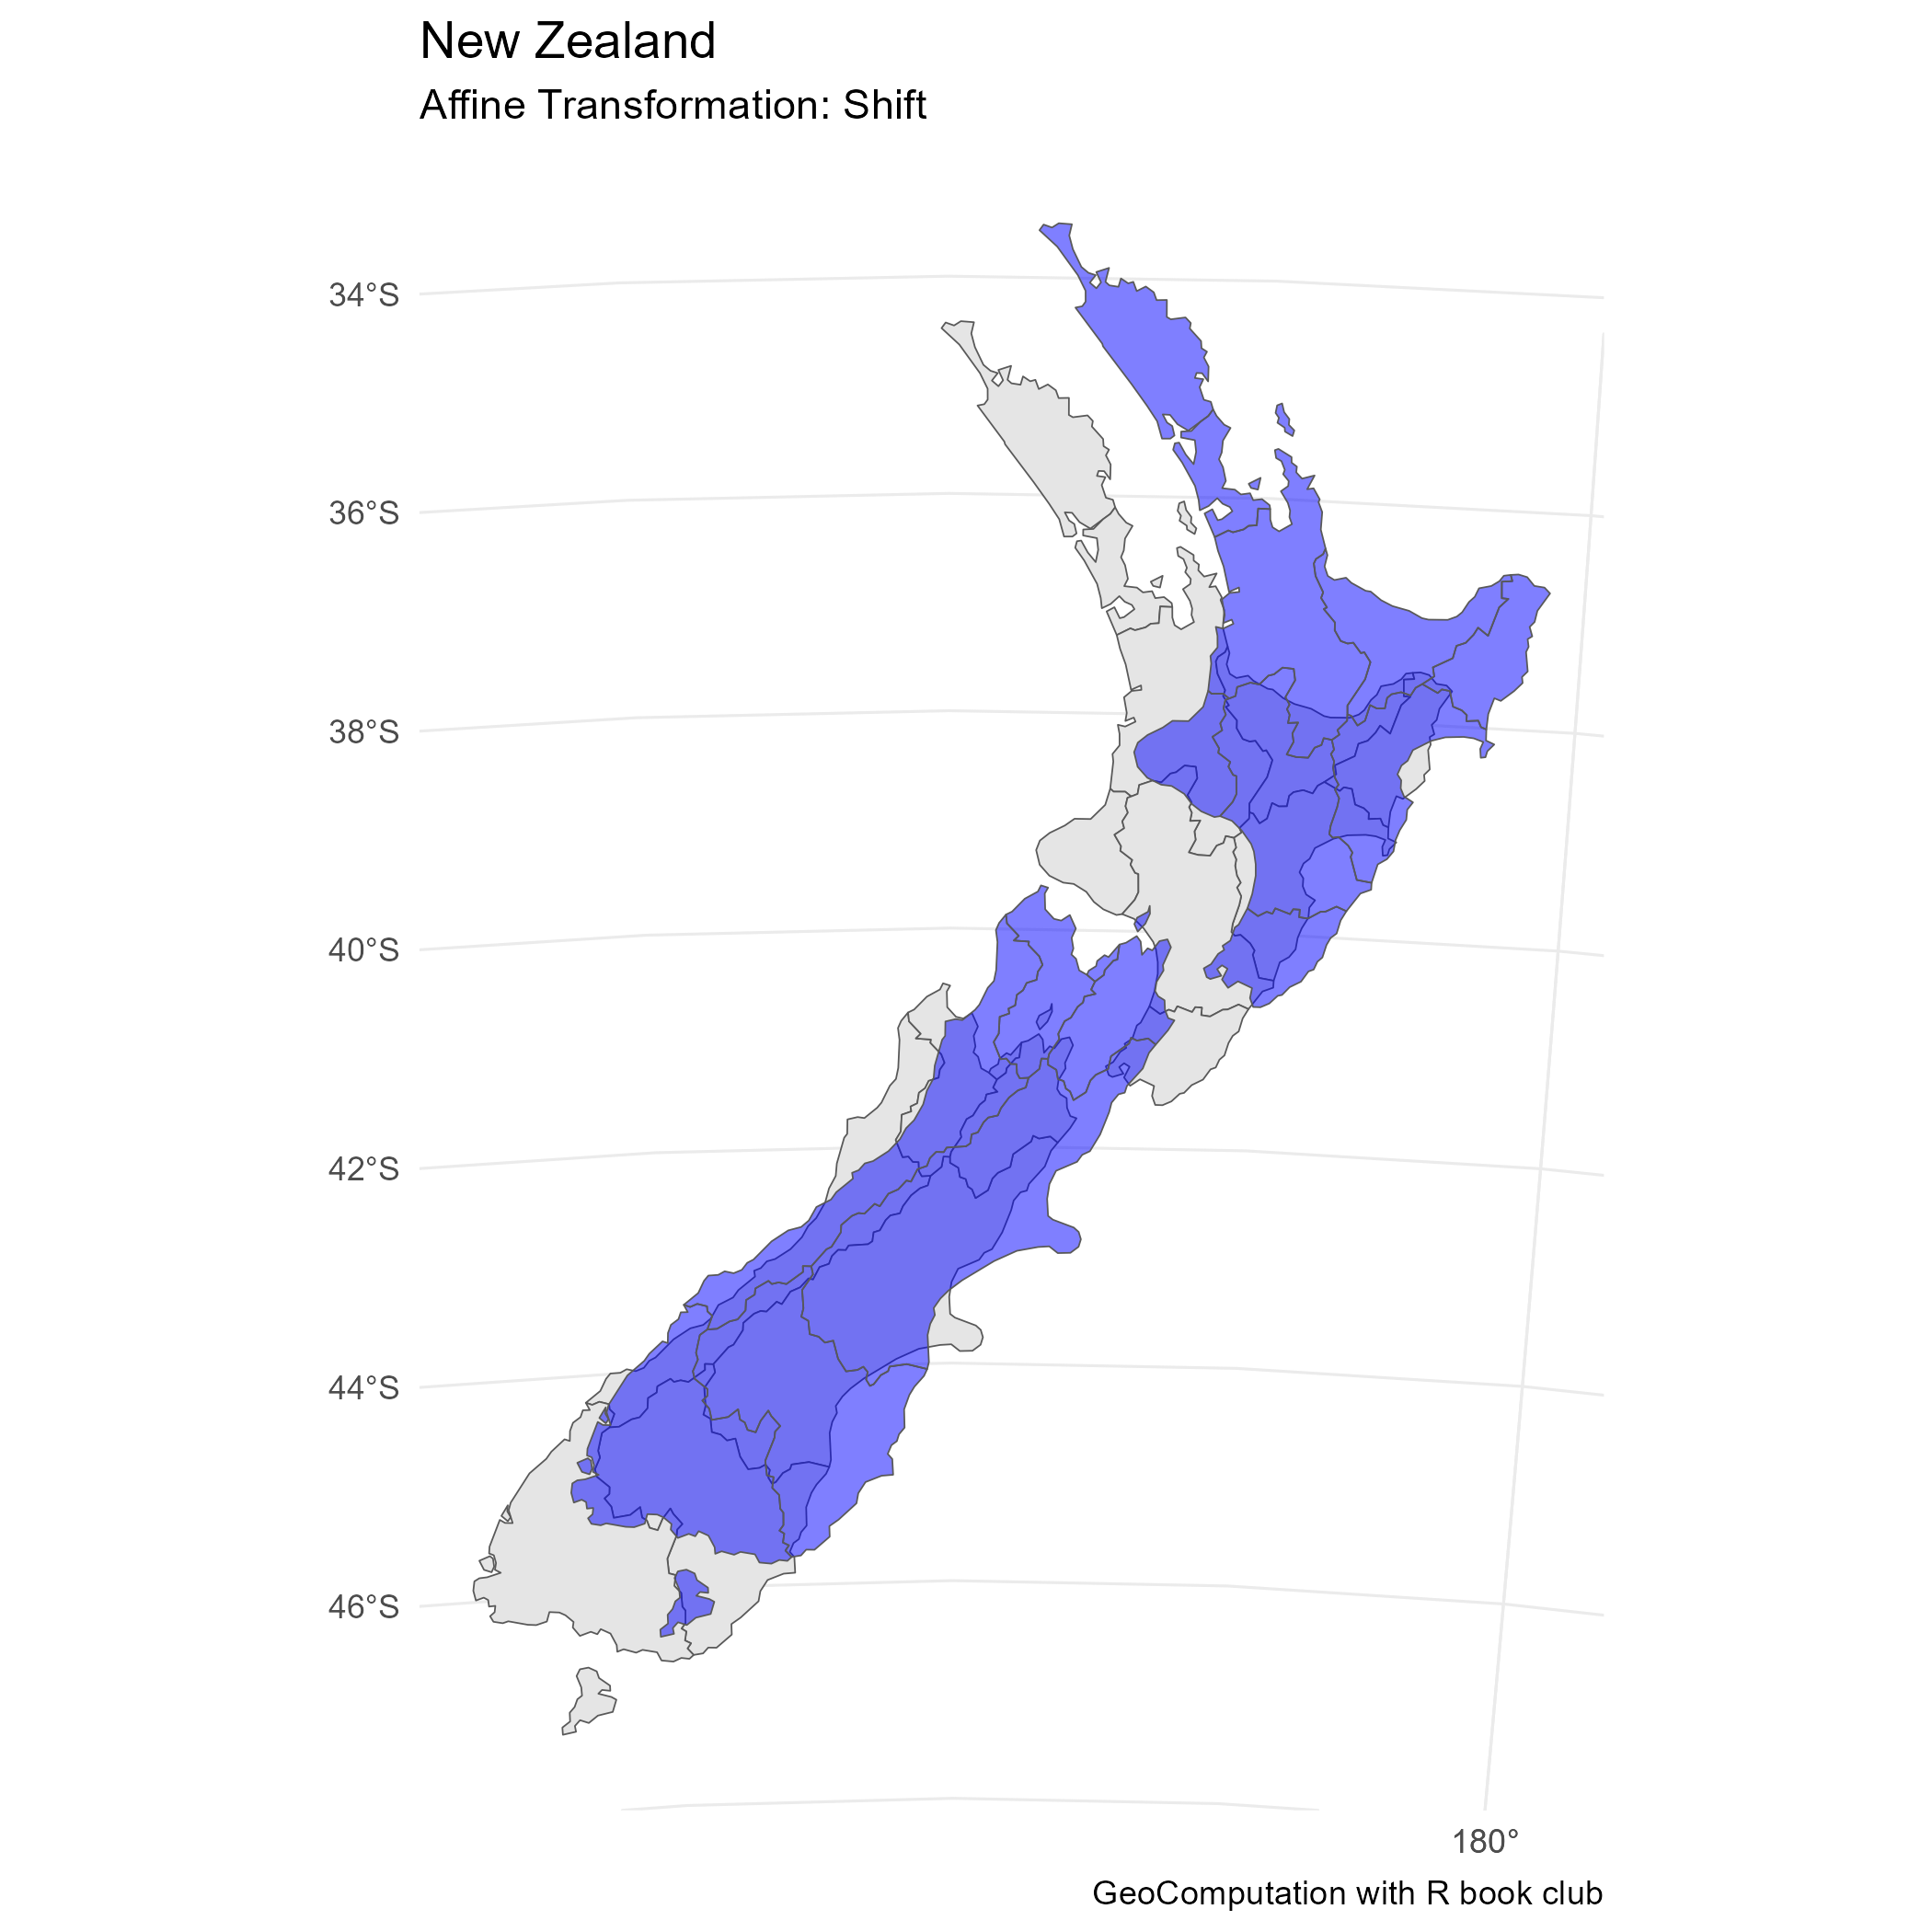 New Zealand
Affine Transformation: Shift
34°S
36°S
38°S
40°S
42°S
44°S
46°S
180°
GeoComputation with R book club